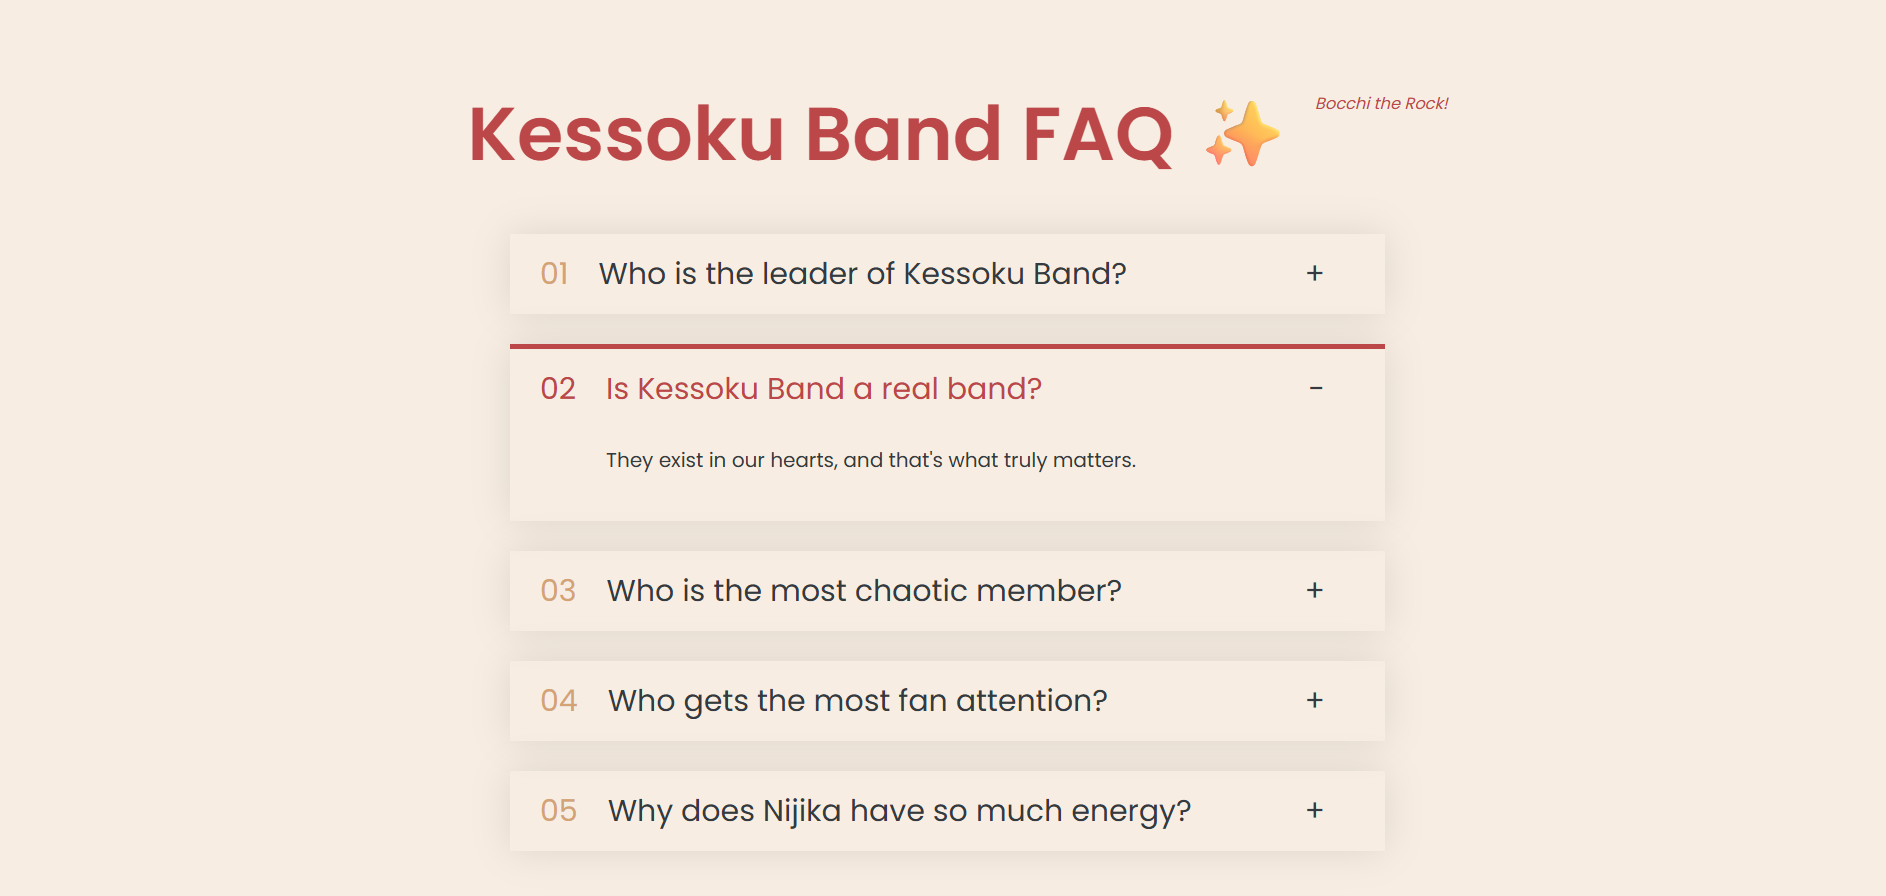 Kessoku Band FAQ ✨
Bocchi the Rock!
01 Who is the leader of Kessoku Band? +
02 Is Kessoku Band a real band? −
They exist in our hearts, and that's what truly matters.
03 Who is the most chaotic member? +
04 Who gets the most fan attention? +
05 Why does Nijika have so much energy? +